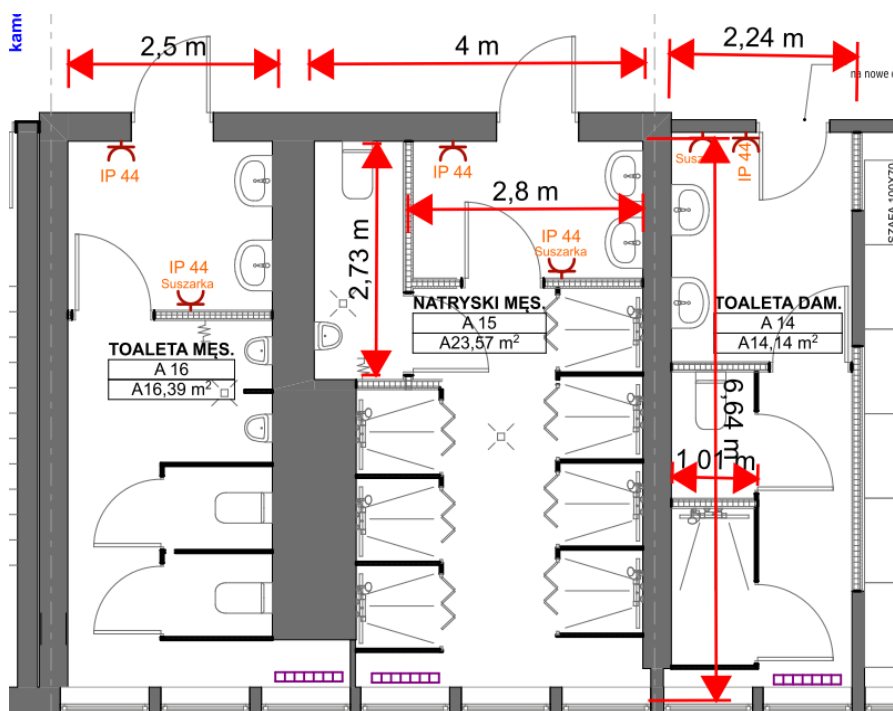 kame
2,5 m
4 m
2,24 m
na nowe
IP 44
IP 44
Suszarka
IP 44
2,8 m
2,73 m
IP 44
Suszarka
IP 44
SZAFA 100X70
TOALETA MĘS.
A 16
A16,39 m²
NATRYSKI MĘS.
A 15
A23,57 m²
TOALETA DAM.
A 14
A14,14 m²
6,64 m
1,01 m